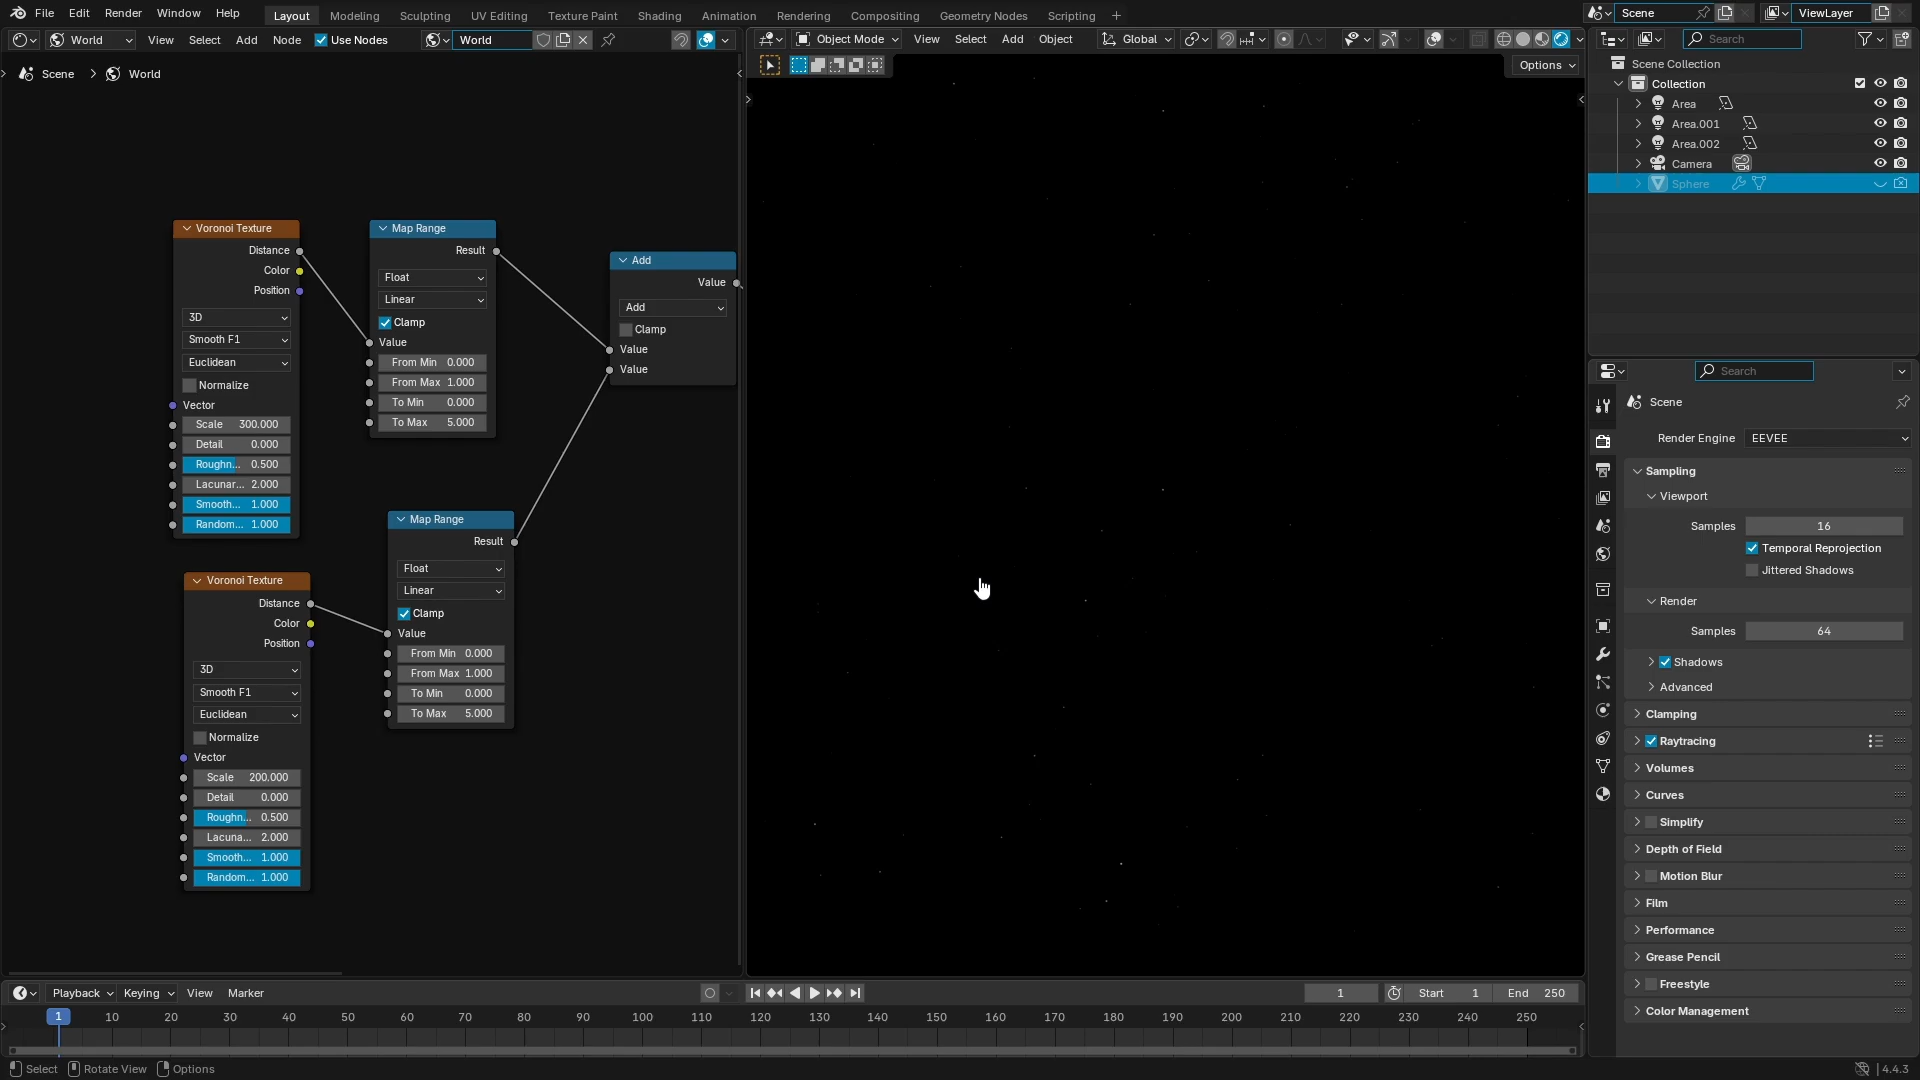 File Edit Render Window Help Layout Modeling Sculpting UV Editing Texture Paint Shading Animation Rendering Compositing Geometry Nodes Scripting + Scene ViewLayer
World View Select Add Node Use Nodes World Object Mode View Select Add Object Global Search
Options
Scene > World
Scene Collection
Collection
Area
Area.001
Area.002
Camera
Sphere
Voronoi Texture
Distance
Color
Position
3D
Smooth F1
Euclidean
Normalize
Vector
Scale 300.000
Detail 0.000
Roughn... 0.500
Lacunar... 2.000
Smooth... 1.000
Random... 1.000
Map Range
Result
Float
Linear
Clamp
Value
From Min 0.000
From Max 1.000
To Min 0.000
To Max 5.000
Add
Value
Add
Clamp
Value
Value
Voronoi Texture
Distance
Color
Position
3D
Smooth F1
Euclidean
Normalize
Vector
Scale 200.000
Detail 0.000
Roughn... 0.500
Lacuna... 2.000
Smooth... 1.000
Random... 1.000
Map Range
Result
Float
Linear
Clamp
Value
From Min 0.000
From Max 1.000
To Min 0.000
To Max 5.000
Search
Scene
Render Engine EEVEE
Sampling
Viewport
Samples 16
Temporal Reprojection
Jittered Shadows
Render
Samples 64
Shadows
Advanced
Clamping
Raytracing
Volumes
Curves
Simplify
Depth of Field
Motion Blur
Film
Performance
Grease Pencil
Freestyle
Color Management
Playback Keying View Marker 1 Start 1 End 250
1 10 20 30 40 50 60 70 80 90 100 110 120 130 140 150 160 170 180 190 200 210 220 230 240 250
Select Rotate View Options 4.4.3